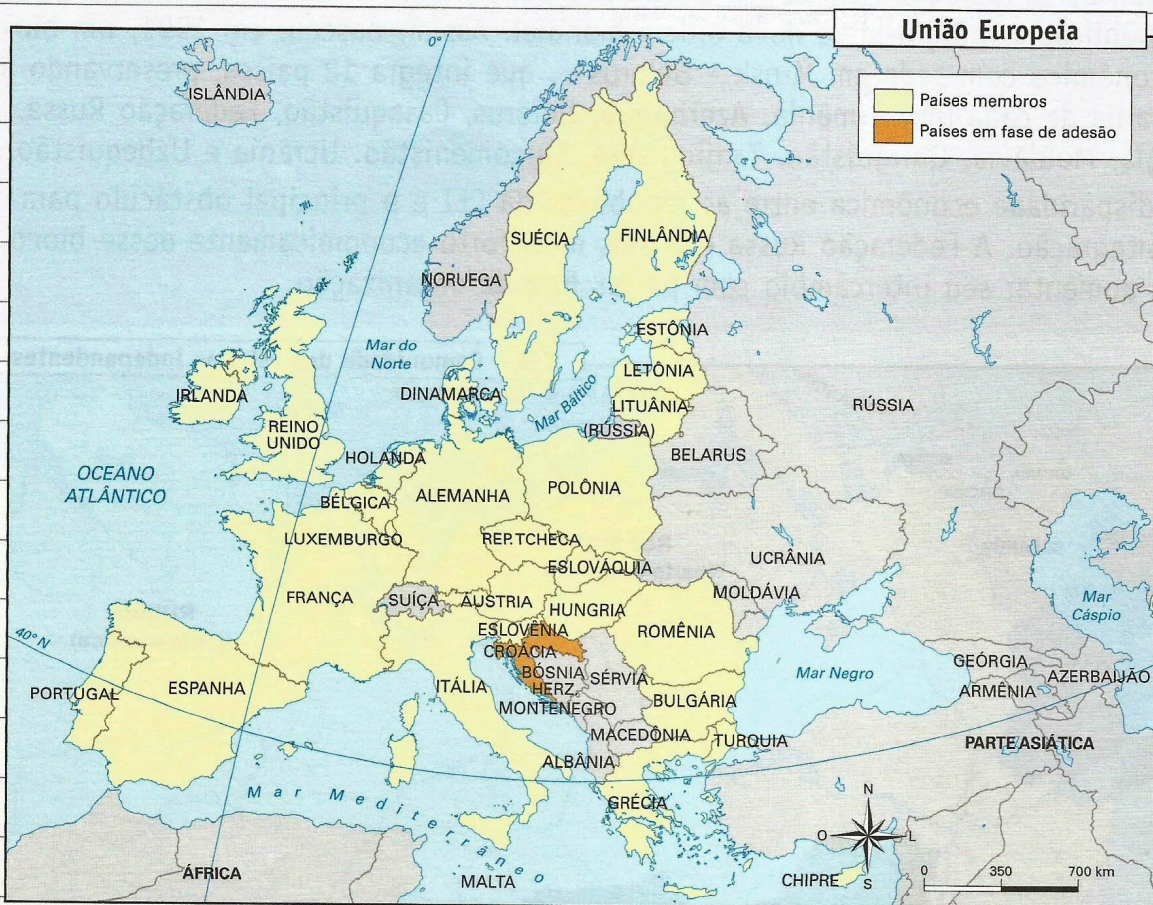 União Europeia
Países membros
Países em fase de adesão
0°
ISLÂNDIA
SUÉCIA
FINLÂNDIA
NORUEGA
ESTÔNIA
Mar do
Norte
LETÔNIA
IRLANDA
DINAMARCA
Mar Báltico
LITUÂNIA
RÚSSIA
REINO
UNIDO
(RÚSSIA)
HOLANDA
BELARUS
OCEANO
ATLÂNTICO
BÉLGICA
ALEMANHA
POLÔNIA
LUXEMBURGO
REP.TCHECA
UCRÂNIA
ESLOVÁQUIA
FRANÇA
SUÍÇA
ÁUSTRIA
HUNGRIA
MOLDÁVIA
Mar
Cáspio
40° N
ESLOVÊNIA
ROMÊNIA
CROÁCIA
GEÓRGIA
PORTUGAL
ESPANHA
ITÁLIA
BÓSNIA
HERZ.
SÉRVIA
Mar Negro
AZERBAIJÃO
ARMÊNIA
MONTENEGRO
BULGÁRIA
MACEDÔNIA
TURQUIA
PARTE ASIÁTICA
ALBÂNIA
Mar Mediterrâneo
GRÉCIA
N
O
L
S
ÁFRICA
MALTA
CHIPRE
0 350 700 km